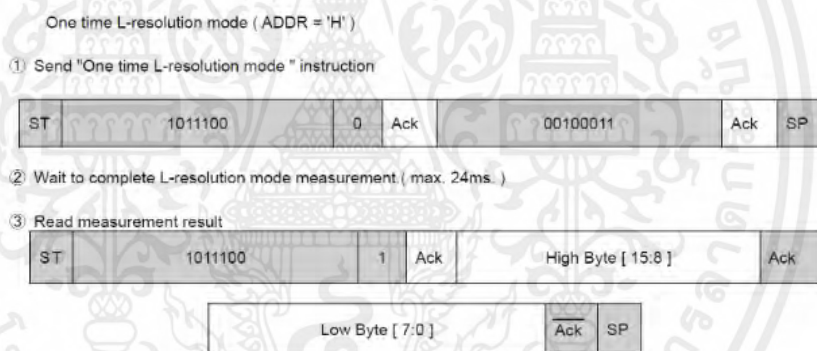 One time L-resolution mode ( ADDR = 'H' )
① Send "One time L-resolution mode " instruction
ST 1011100 0 Ack 00100011 Ack SP
② Wait to complete L-resolution mode measurement.( max. 24ms. )
③ Read measurement result
ST 1011100 1 Ack High Byte [ 15:8 ] Ack
Low Byte [ 7:0 ] A̅c̅k̅ SP